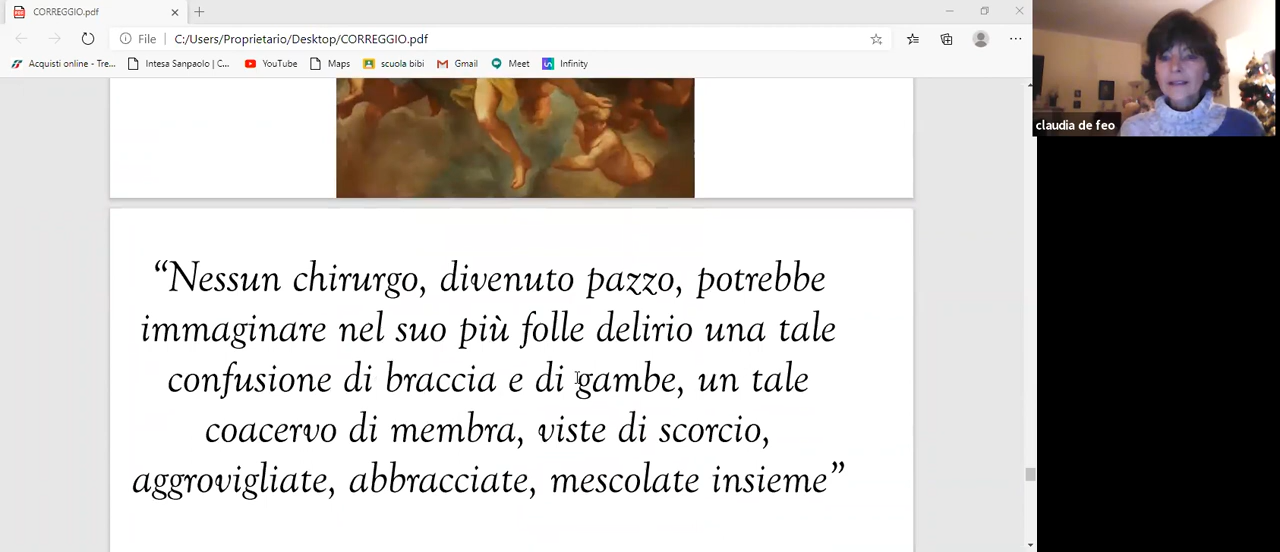 CORREGGIO.pdf
File C:/Users/Proprietario/Desktop/CORREGGIO.pdf
Acquisti online - Tre... Intesa Sanpaolo | C... YouTube Maps scuola bibi Gmail Meet Infinity
claudia de feo
“Nessun chirurgo, divenuto pazzo, potrebbe
immaginare nel suo più folle delirio una tale
confusione di braccia e di gambe, un tale
coacervo di membra, viste di scorcio,
aggrovigliate, abbracciate, mescolate insieme”